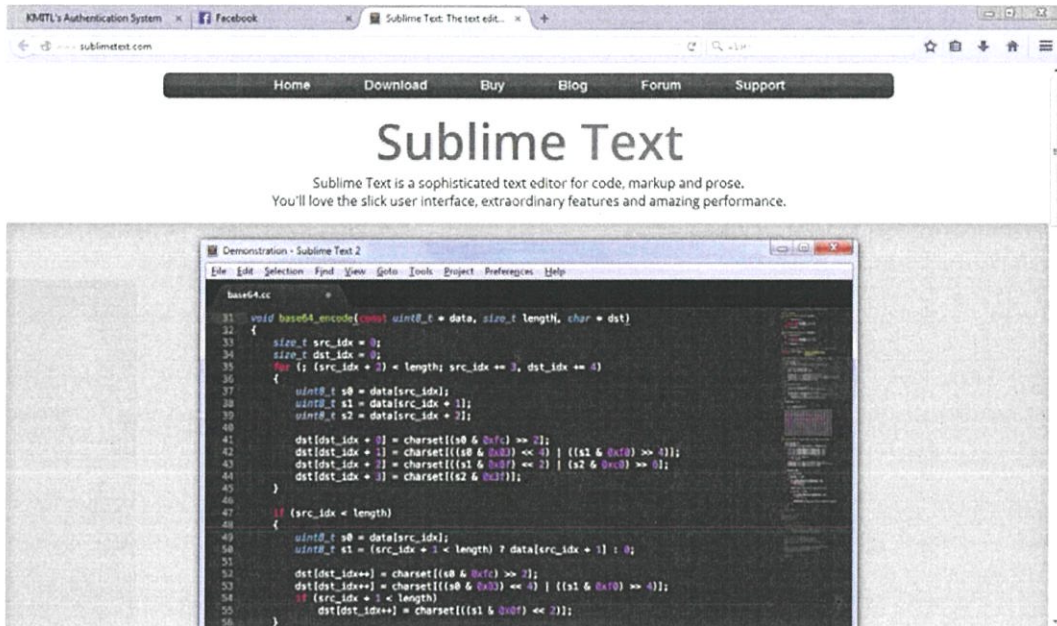 KMITL's Authentication System
Facebook
Sublime Text: The text edit...
sublimetext.com
Home Download Buy Blog Forum Support
Sublime Text
Sublime Text is a sophisticated text editor for code, markup and prose.
You'll love the slick user interface, extraordinary features and amazing performance.
Demonstration - Sublime Text 2
File Edit Selection Find View Goto Tools Project Preferences Help
base64.cc
31 void base64_encode(const uint8_t * data, size_t length, char * dst)
32 {
33 size_t src_idx = 0;
34 size_t dst_idx = 0;
35 for (; (src_idx + 2) < length; src_idx += 3, dst_idx += 4)
36 {
37 uint8_t s0 = data[src_idx];
38 uint8_t s1 = data[src_idx + 1];
39 uint8_t s2 = data[src_idx + 2];
40
41 dst[dst_idx + 0] = charset[(s0 & 0xfc) >> 2];
42 dst[dst_idx + 1] = charset[((s0 & 0x03) << 4) | ((s1 & 0xf0) >> 4)];
43 dst[dst_idx + 2] = charset[((s1 & 0x0f) << 2) | (s2 & 0xc0) >> 6];
44 dst[dst_idx + 3] = charset[(s2 & 0x3f)];
45 }
46
47 if (src_idx < length)
48 {
49 uint8_t s0 = data[src_idx];
50 uint8_t s1 = (src_idx + 1 < length) ? data[src_idx + 1] : 0;
51
52 dst[dst_idx++] = charset[(s0 & 0xfc) >> 2];
53 dst[dst_idx++] = charset[((s0 & 0x03) << 4) | ((s1 & 0xf0) >> 4)];
54 if (src_idx + 1 < length)
55 dst[dst_idx++] = charset[((s1 & 0x0f) << 2)];
56 }